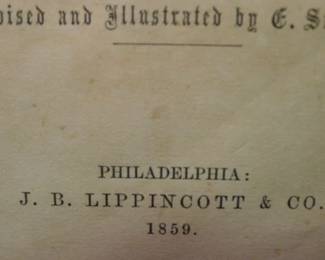 and Illustrated by E.
PHILADELPHIA:
J. B. LIPPINCOTT & CO.
1859.